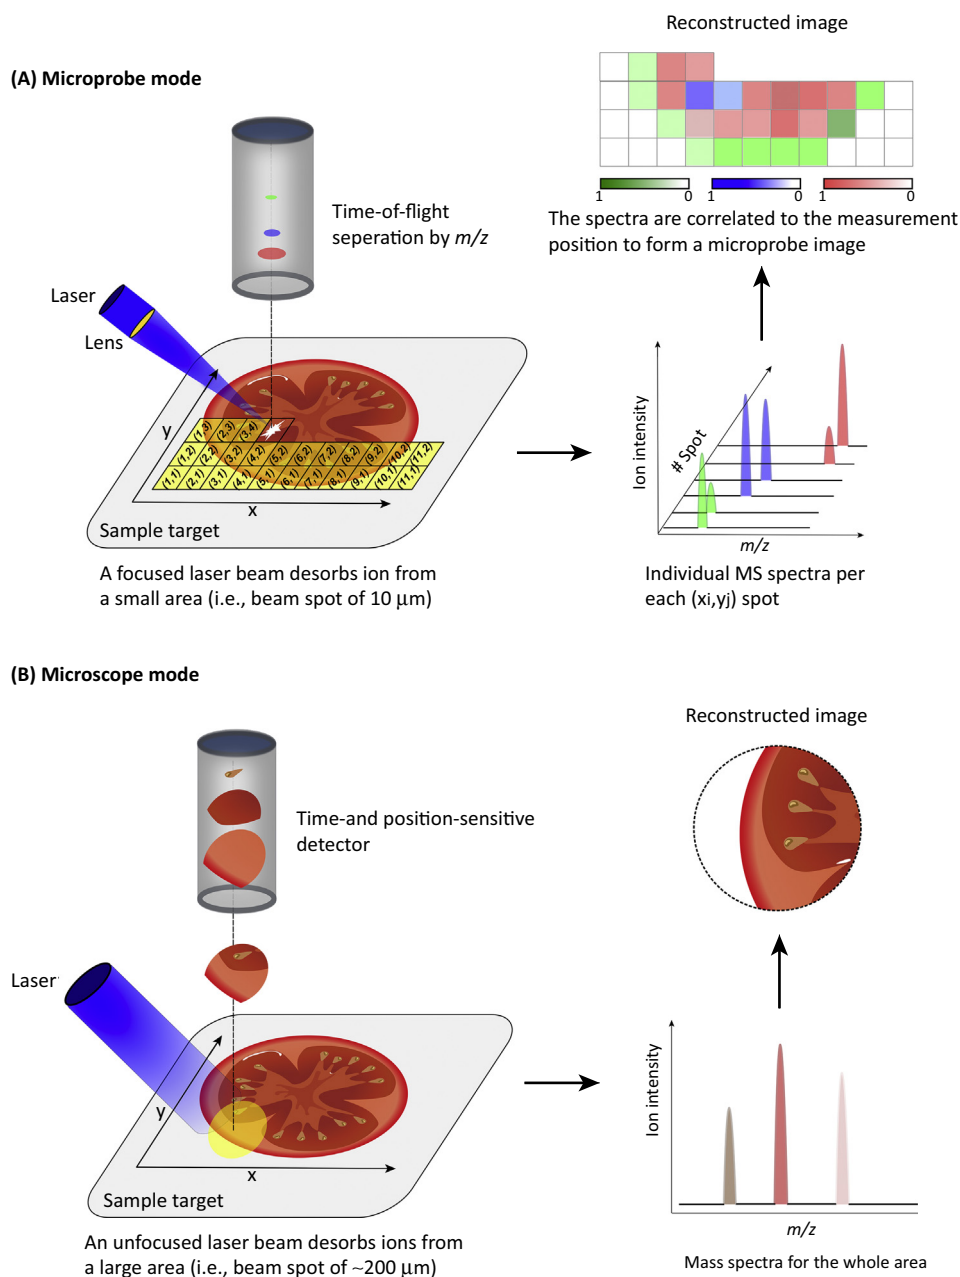 Reconstructed image
(A) Microprobe mode
1 0 1 0 1 0
The spectra are correlated to the measurement
position to form a microprobe image
Time-of-flight
seperation by m/z
Laser
Lens
y
(1,3) (2,3) (3,4)
(1,2) (2,2) (3,2) (4,2) (5,2) (6,2) (7,2) (8,2) (9,2) (10,2) (11,2)
(1,1) (2,1) (3,1) (4,1) (5,1) (6,1) (7,1) (8,1) (9,1) (10,1) (11,1)
x
Sample target
Ion intensity
# Spot
m/z
A focused laser beam desorbs ion from
a small area (i.e., beam spot of 10 μm)
Individual MS spectra per
each (xi,yj) spot
(B) Microscope mode
Reconstructed image
Time-and position-sensitive
detector
Laser
y
x
Sample target
Ion intensity
m/z
An unfocused laser beam desorbs ions from
a large area (i.e., beam spot of ~200 μm)
Mass spectra for the whole area